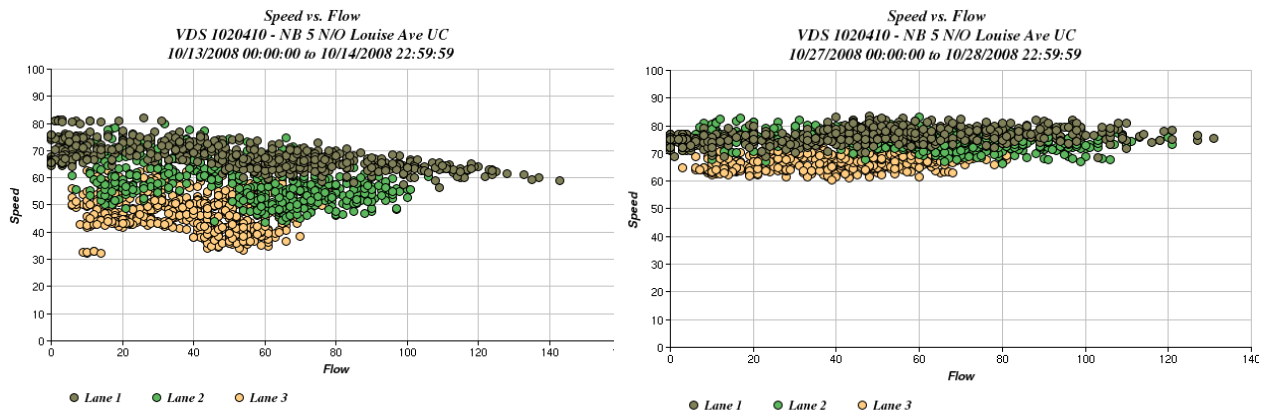 Speed vs. Flow
VDS 1020410 - NB 5 N/O Louise Ave UC
10/13/2008 00:00:00 to 10/14/2008 22:59:59
100
90
80
70
60
50
40
30
20
10
0
Speed
0 20 40 60 80 100 120 140
Flow
Lane 1 Lane 2 Lane 3
Speed vs. Flow
VDS 1020410 - NB 5 N/O Louise Ave UC
10/27/2008 00:00:00 to 10/28/2008 22:59:59
100
90
80
70
60
50
40
30
20
10
0
Speed
0 20 40 60 80 100 120 140
Flow
Lane 1 Lane 2 Lane 3